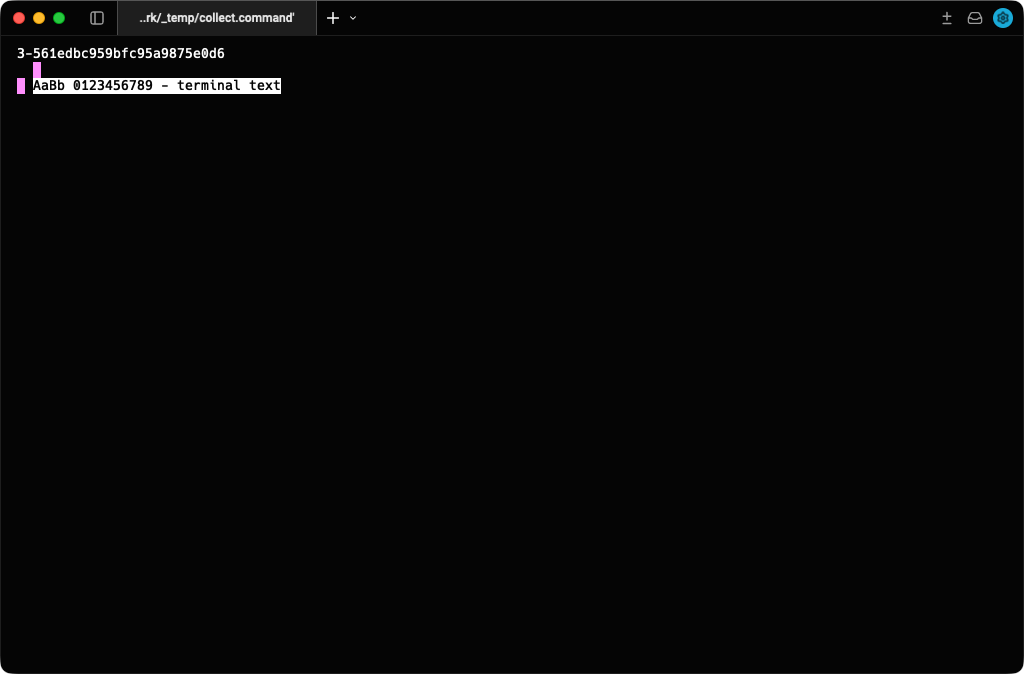 ..rk/_temp/collect.command'
3-561edbc959bfc95a9875e0d6
AaBb 0123456789 - terminal text